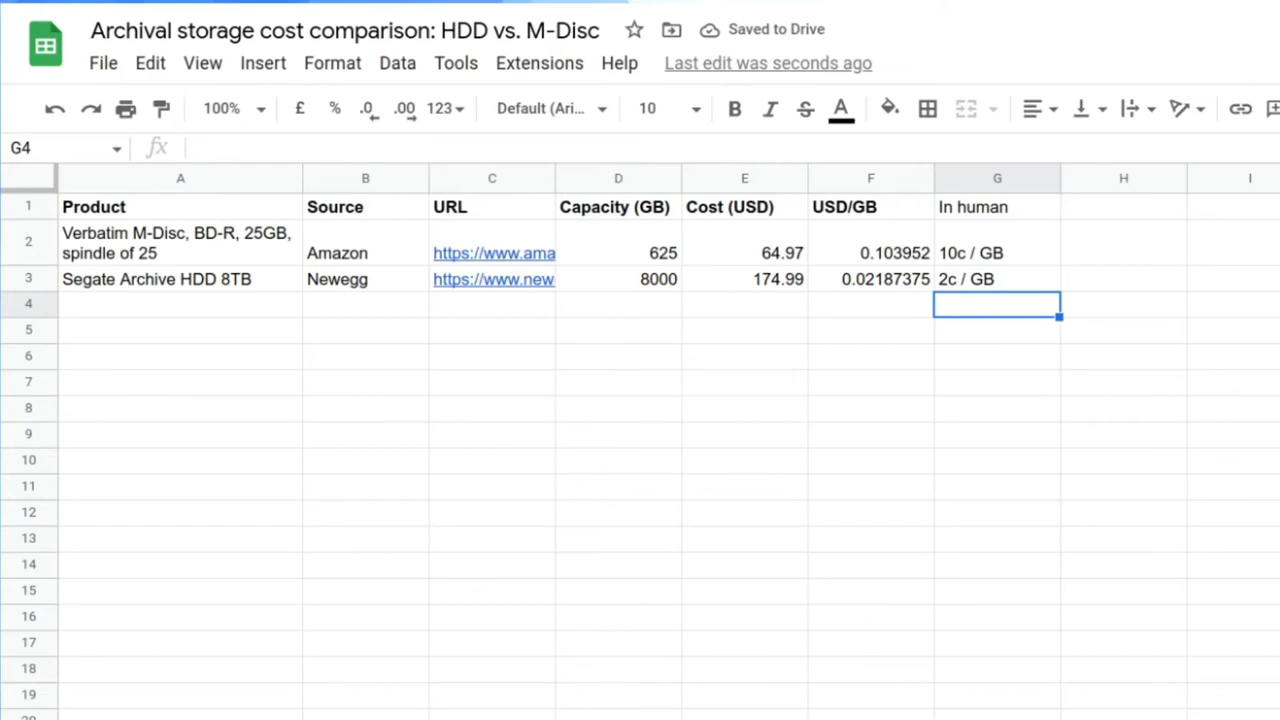 Archival storage cost comparison: HDD vs. M-Disc
Saved to Drive
File Edit View Insert Format Data Tools Extensions Help Last edit was seconds ago
100% £ % .0 .00 123 Default (Ari... 10 B I S A
G4 fx
A B C D E F G H I
1 Product Source URL Capacity (GB) Cost (USD) USD/GB In human
Verbatim M-Disc, BD-R, 25GB,
2 spindle of 25 Amazon https://www.ama 625 64.97 0.103952 10c / GB
3 Segate Archive HDD 8TB Newegg https://www.new 8000 174.99 0.02187375 2c / GB
4
5
6
7
8
9
10
11
12
13
14
15
16
17
18
19